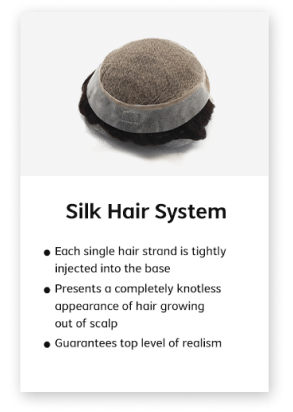 Silk Hair System
● Each single hair strand is tightly
injected into the base
● Presents a completely knotless
appearance of hair growing
out of scalp
● Guarantees top level of realism